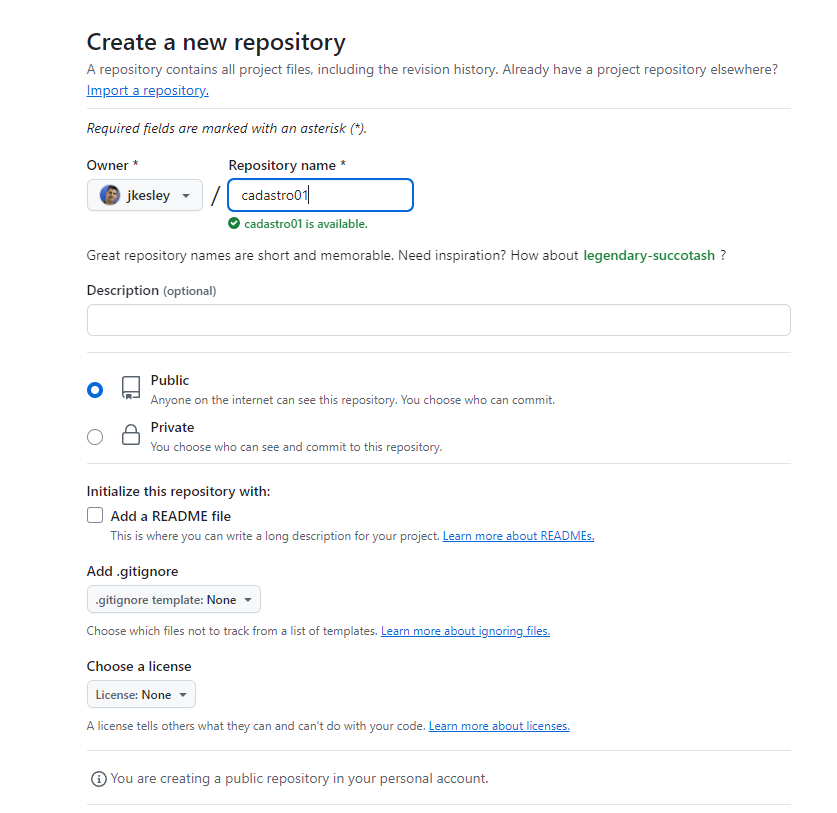 Create a new repository
A repository contains all project files, including the revision history. Already have a project repository elsewhere?
Import a repository.
Required fields are marked with an asterisk (*).
Owner *
Repository name *
jkesley
/
cadastro01
cadastro01 is available.
Great repository names are short and memorable. Need inspiration? How about legendary-succotash ?
Description (optional)
Public
Anyone on the internet can see this repository. You choose who can commit.
Private
You choose who can see and commit to this repository.
Initialize this repository with:
Add a README file
This is where you can write a long description for your project. Learn more about READMEs.
Add .gitignore
.gitignore template: None
Choose which files not to track from a list of templates. Learn more about ignoring files.
Choose a license
License: None
A license tells others what they can and can't do with your code. Learn more about licenses.
You are creating a public repository in your personal account.